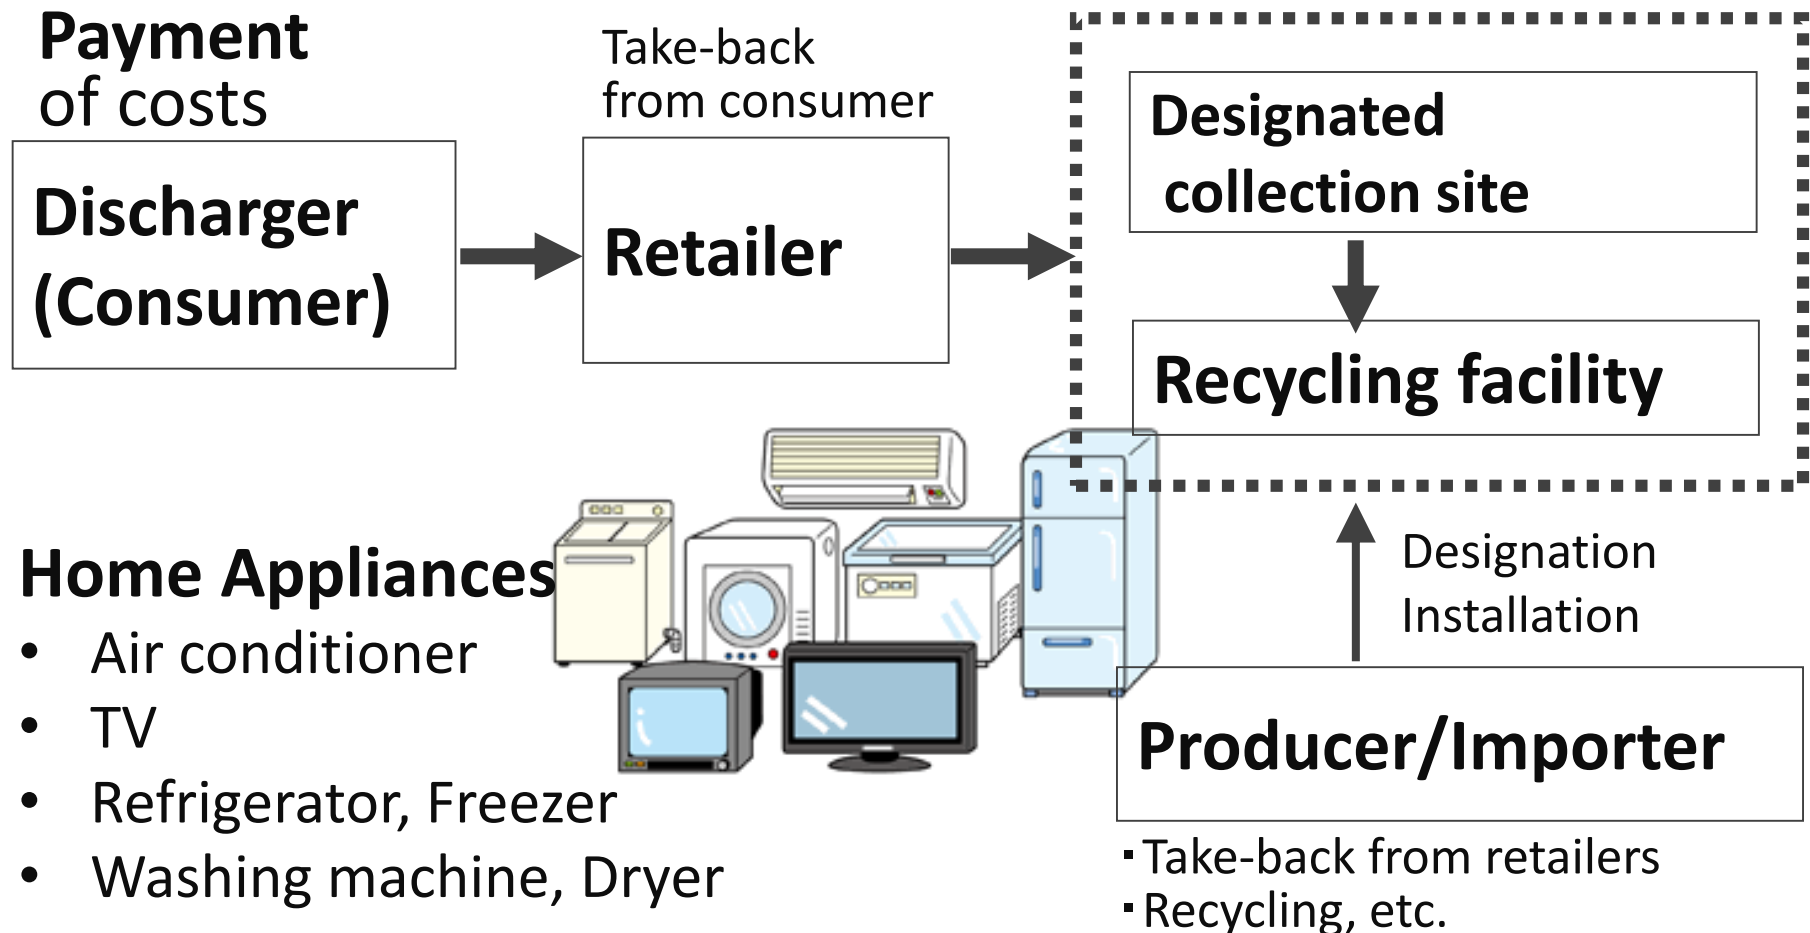 Payment
of costs
Discharger
(Consumer)
Take-back
from consumer
Retailer
Designated
collection site
Recycling facility
Designation
Installation
Producer/Importer
▪Take-back from retailers
▪Recycling, etc.
Home Appliances
• Air conditioner
• TV
• Refrigerator, Freezer
• Washing machine, Dryer